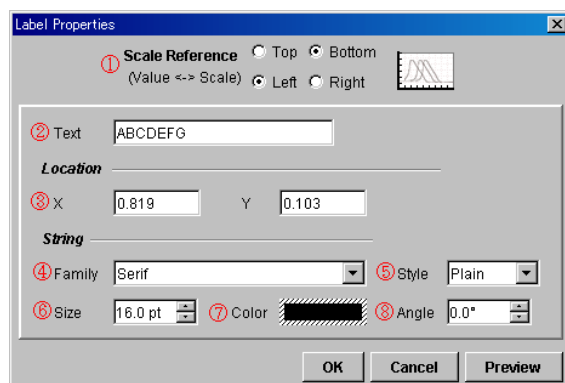 Label Properties
① Scale Reference Top Bottom
(Value <-> Scale) Left Right
② Text ABCDEFG
Location
③ X 0.819 Y 0.103
String
④ Family Serif ⑤ Style Plain
⑥ Size 16.0 pt ⑦ Color ⑧ Angle 0.0°
OK Cancel Preview